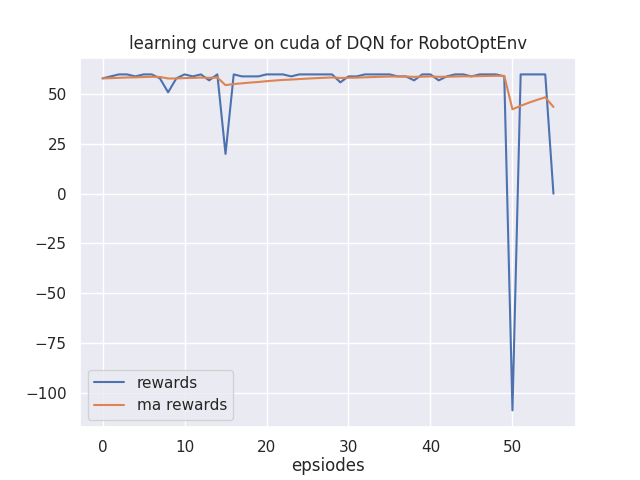 learning curve on cuda of DQN for RobotOptEnv
50
25
0
−25
−50
−75
−100
rewards
ma rewards
0 10 20 30 40 50
epsiodes